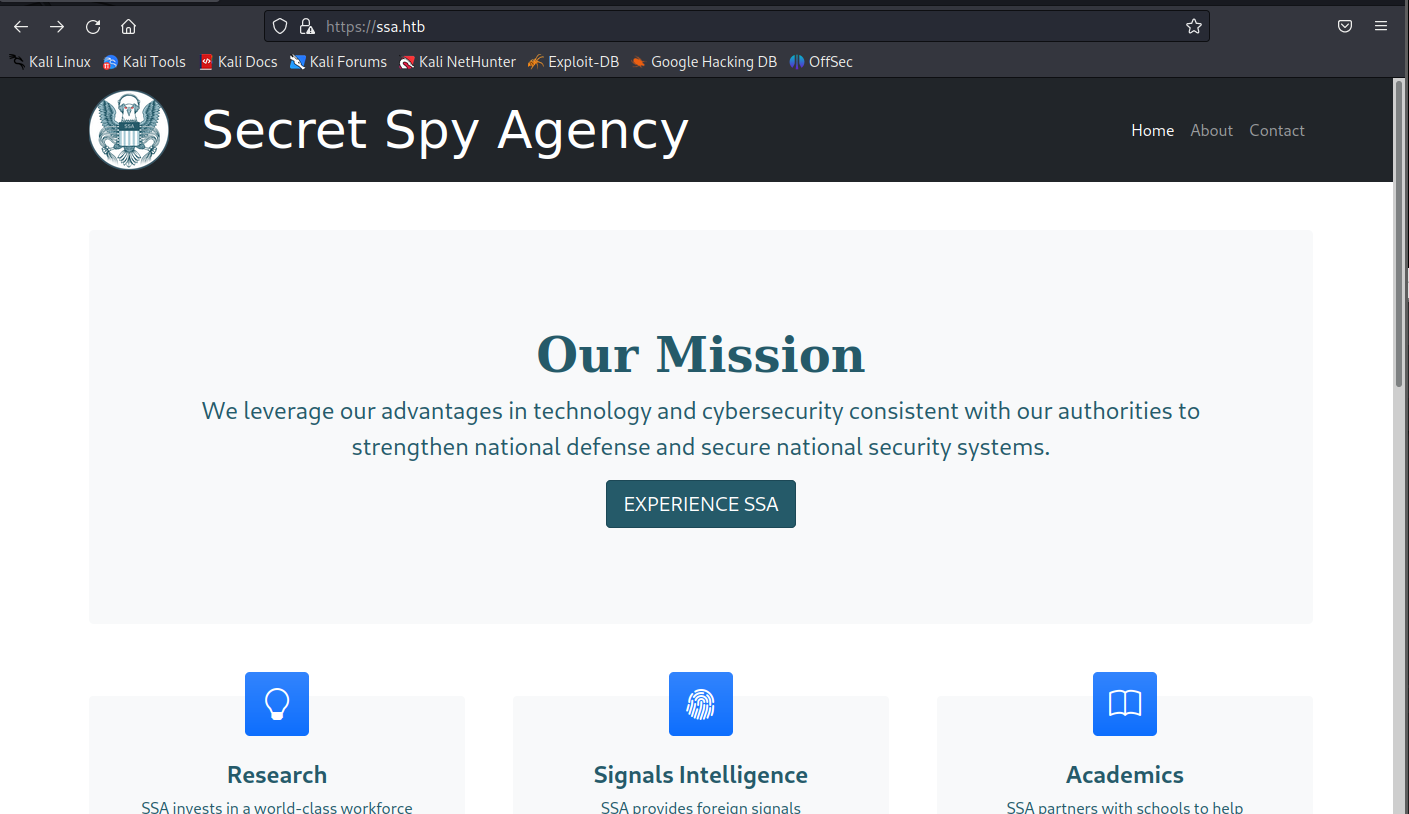 https://ssa.htb
Kali Linux Kali Tools Kali Docs Kali Forums Kali NetHunter Exploit-DB Google Hacking DB OffSec
SSA
Secret Spy Agency
Home About Contact
Our Mission
We leverage our advantages in technology and cybersecurity consistent with our authorities to
strengthen national defense and secure national security systems.
EXPERIENCE SSA
Research
SSA invests in a world-class workforce
Signals Intelligence
SSA provides foreign signals
Academics
SSA partners with schools to help